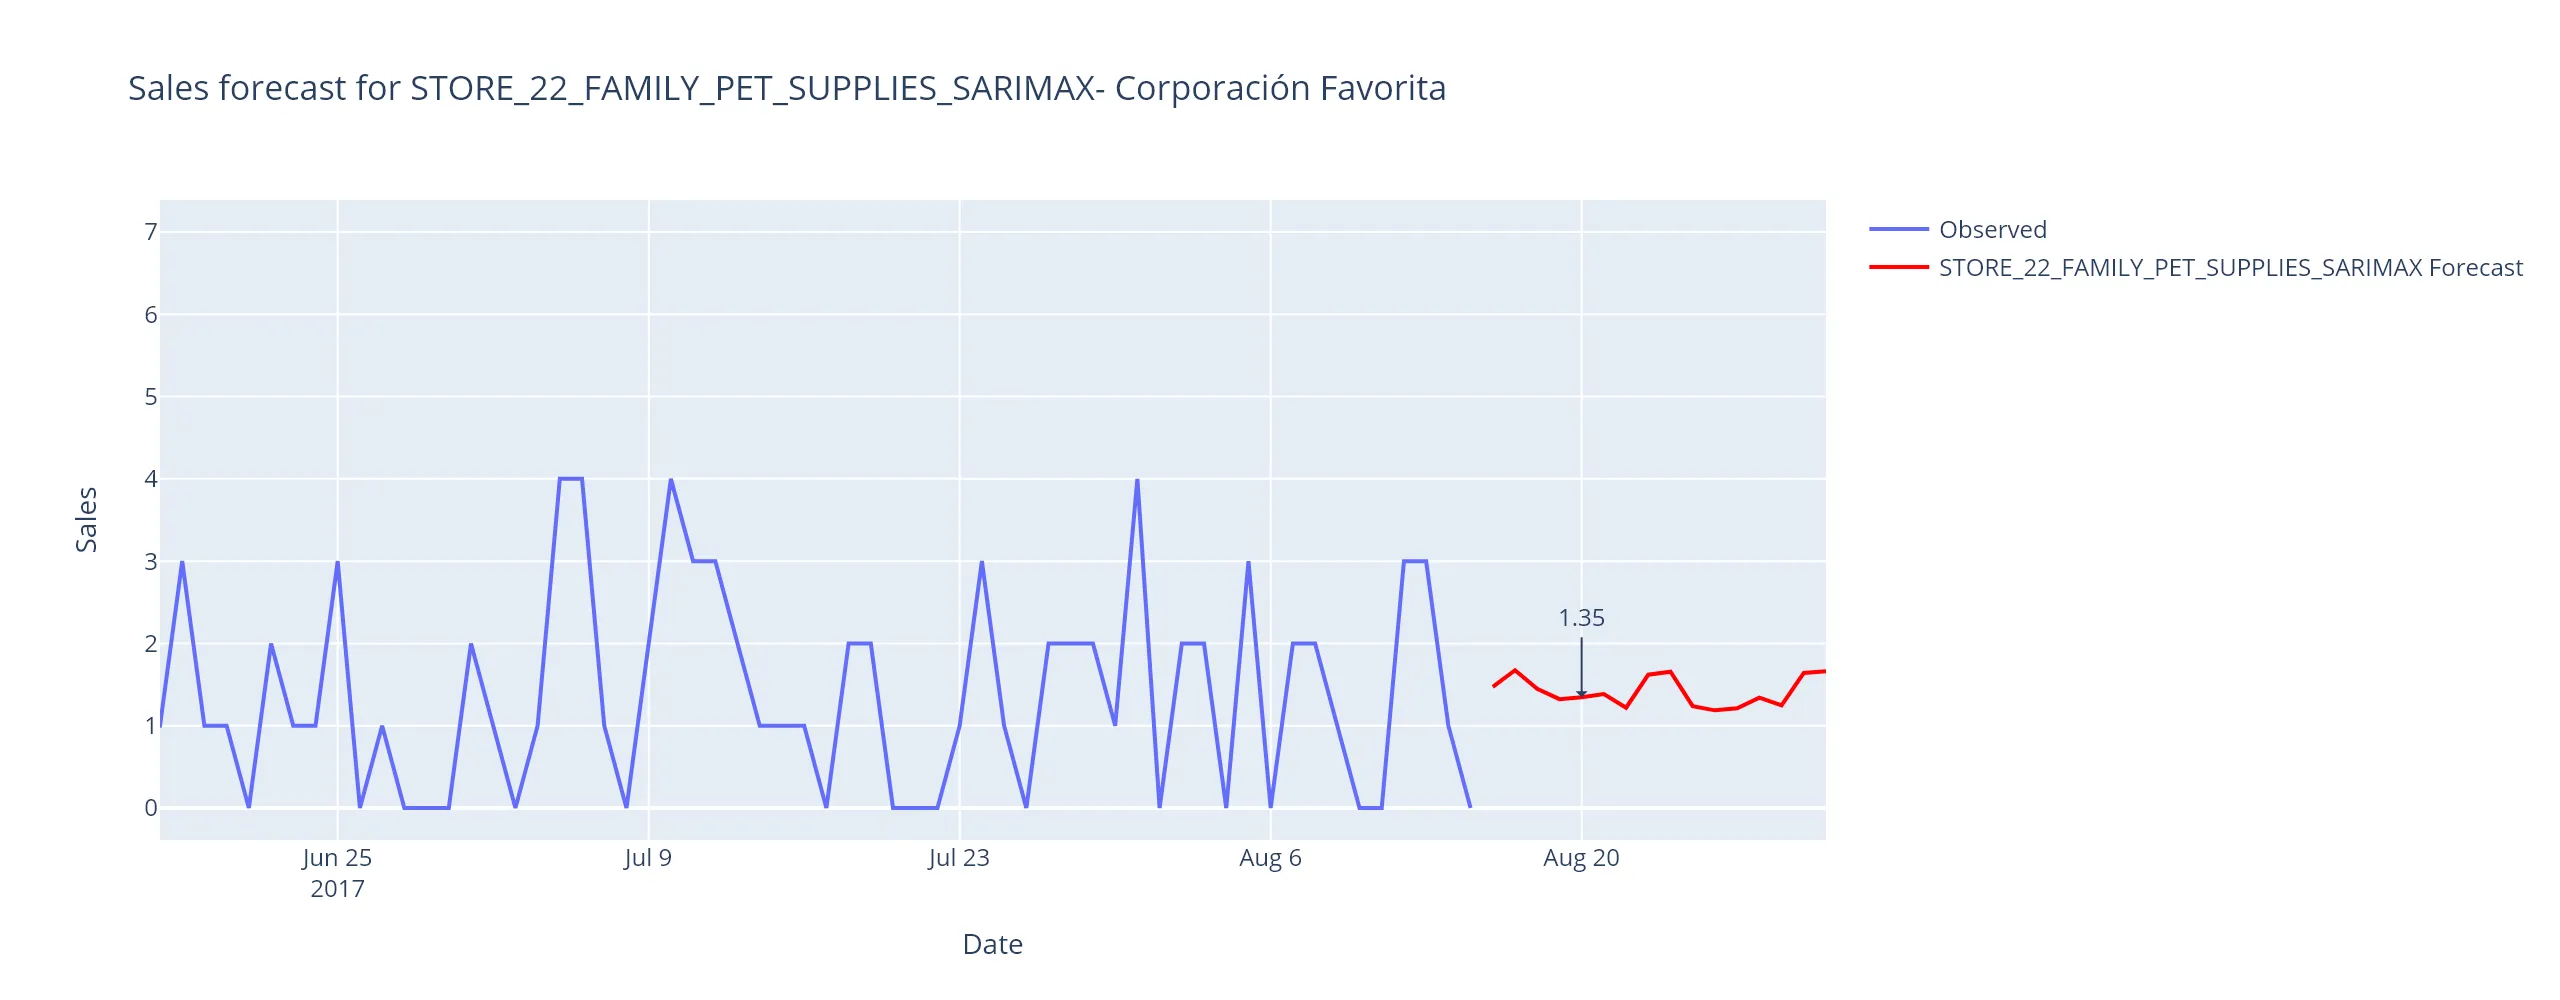 Sales forecast for STORE_22_FAMILY_PET_SUPPLIES_SARIMAX- Corporación Favorita
Observed
STORE_22_FAMILY_PET_SUPPLIES_SARIMAX Forecast
7
6
5
4
3
2
1
0
Sales
1.35
Jun 25
2017
Jul 9
Jul 23
Aug 6
Aug 20
Date